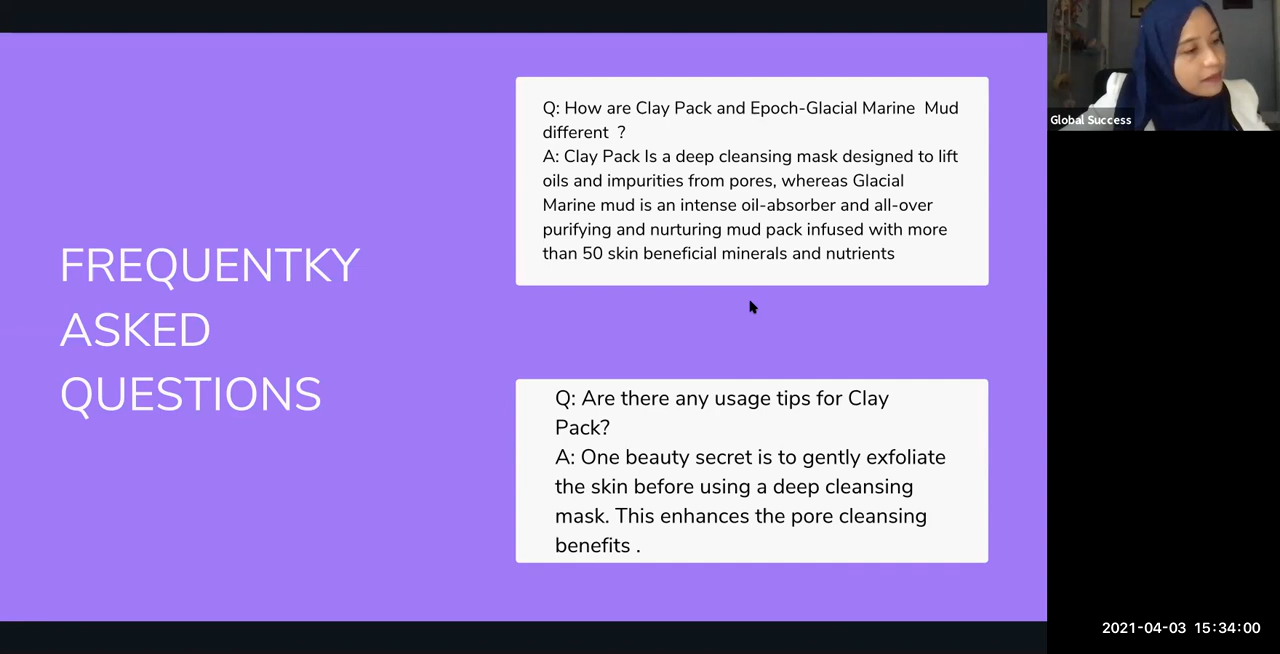 FREQUENTKY
ASKED
QUESTIONS
Q: How are Clay Pack and Epoch-Glacial Marine  Mud
different  ?
A: Clay Pack Is a deep cleansing mask designed to lift
oils and impurities from pores, whereas Glacial
Marine mud is an intense oil-absorber and all-over
purifying and nurturing mud pack infused with more
than 50 skin beneficial minerals and nutrients
Q: Are there any usage tips for Clay
Pack?
A: One beauty secret is to gently exfoliate
the skin before using a deep cleansing
mask. This enhances the pore cleansing
benefits .
Global Success
2021-04-03  15:34:00